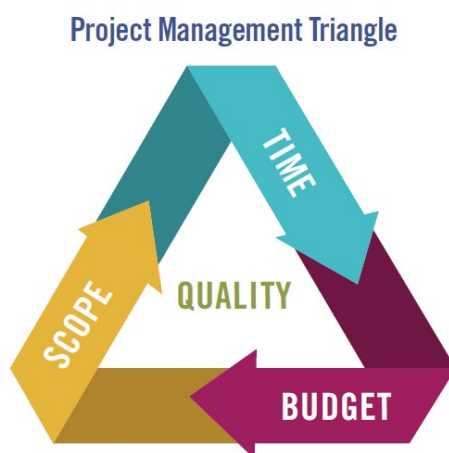 Project Management Triangle
TIME
SCOPE
QUALITY
BUDGET